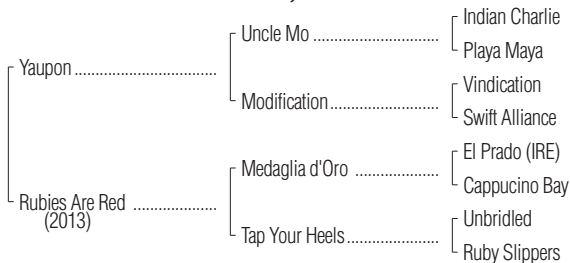 Indian Charlie
Uncle Mo ..............................
Playa Maya
Yaupon ..................................
Vindication
Modification..........................
Swift Alliance
El Prado (IRE)
Medaglia d'Oro ....................
Cappucino Bay
Rubies Are Red ....................
(2013)
Unbridled
Tap Your Heels......................
Ruby Slippers